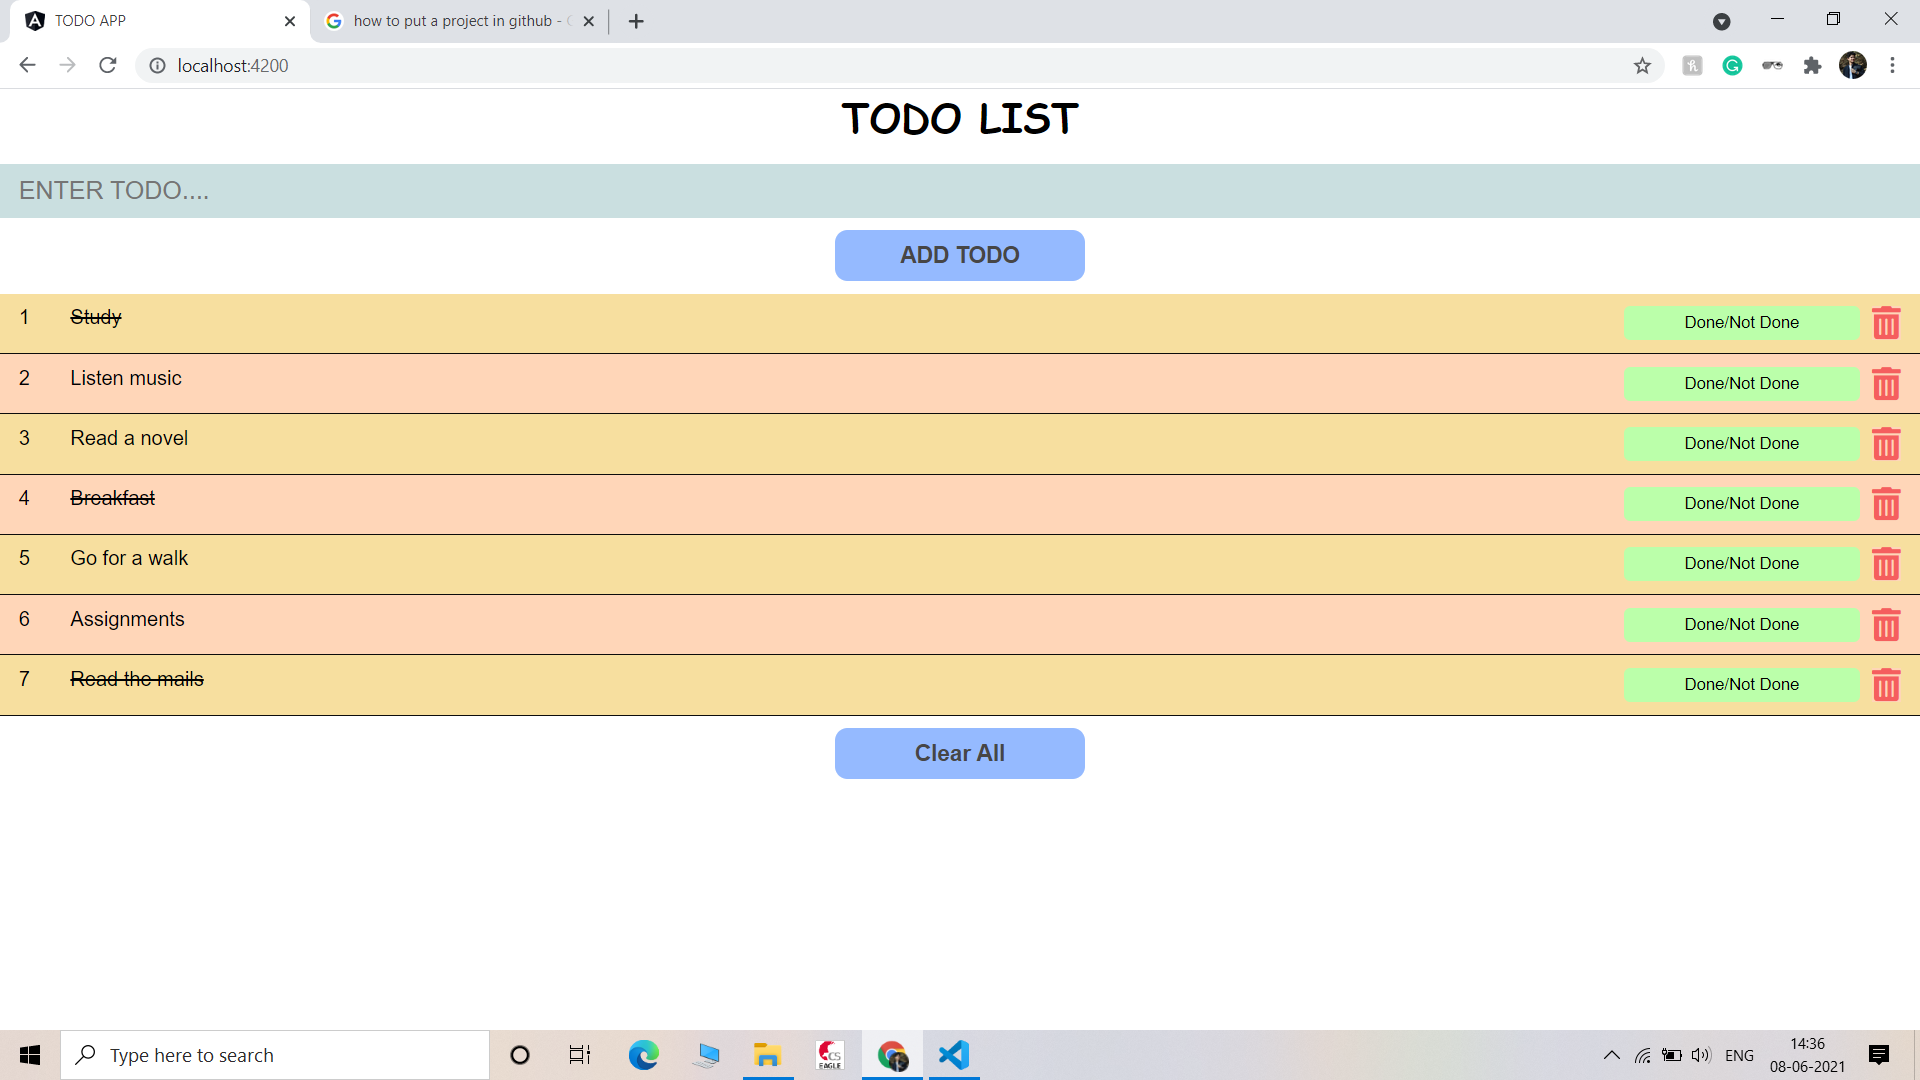 TODO APP
how to put a project in github -
localhost:4200
TODO LIST
ENTER TODO....
ADD TODO
1 Study Done/Not Done
2 Listen music Done/Not Done
3 Read a novel Done/Not Done
4 Breakfast Done/Not Done
5 Go for a walk Done/Not Done
6 Assignments Done/Not Done
7 Read the mails Done/Not Done
Clear All
Type here to search
CS
EAGLE
ENG
14:36
08-06-2021